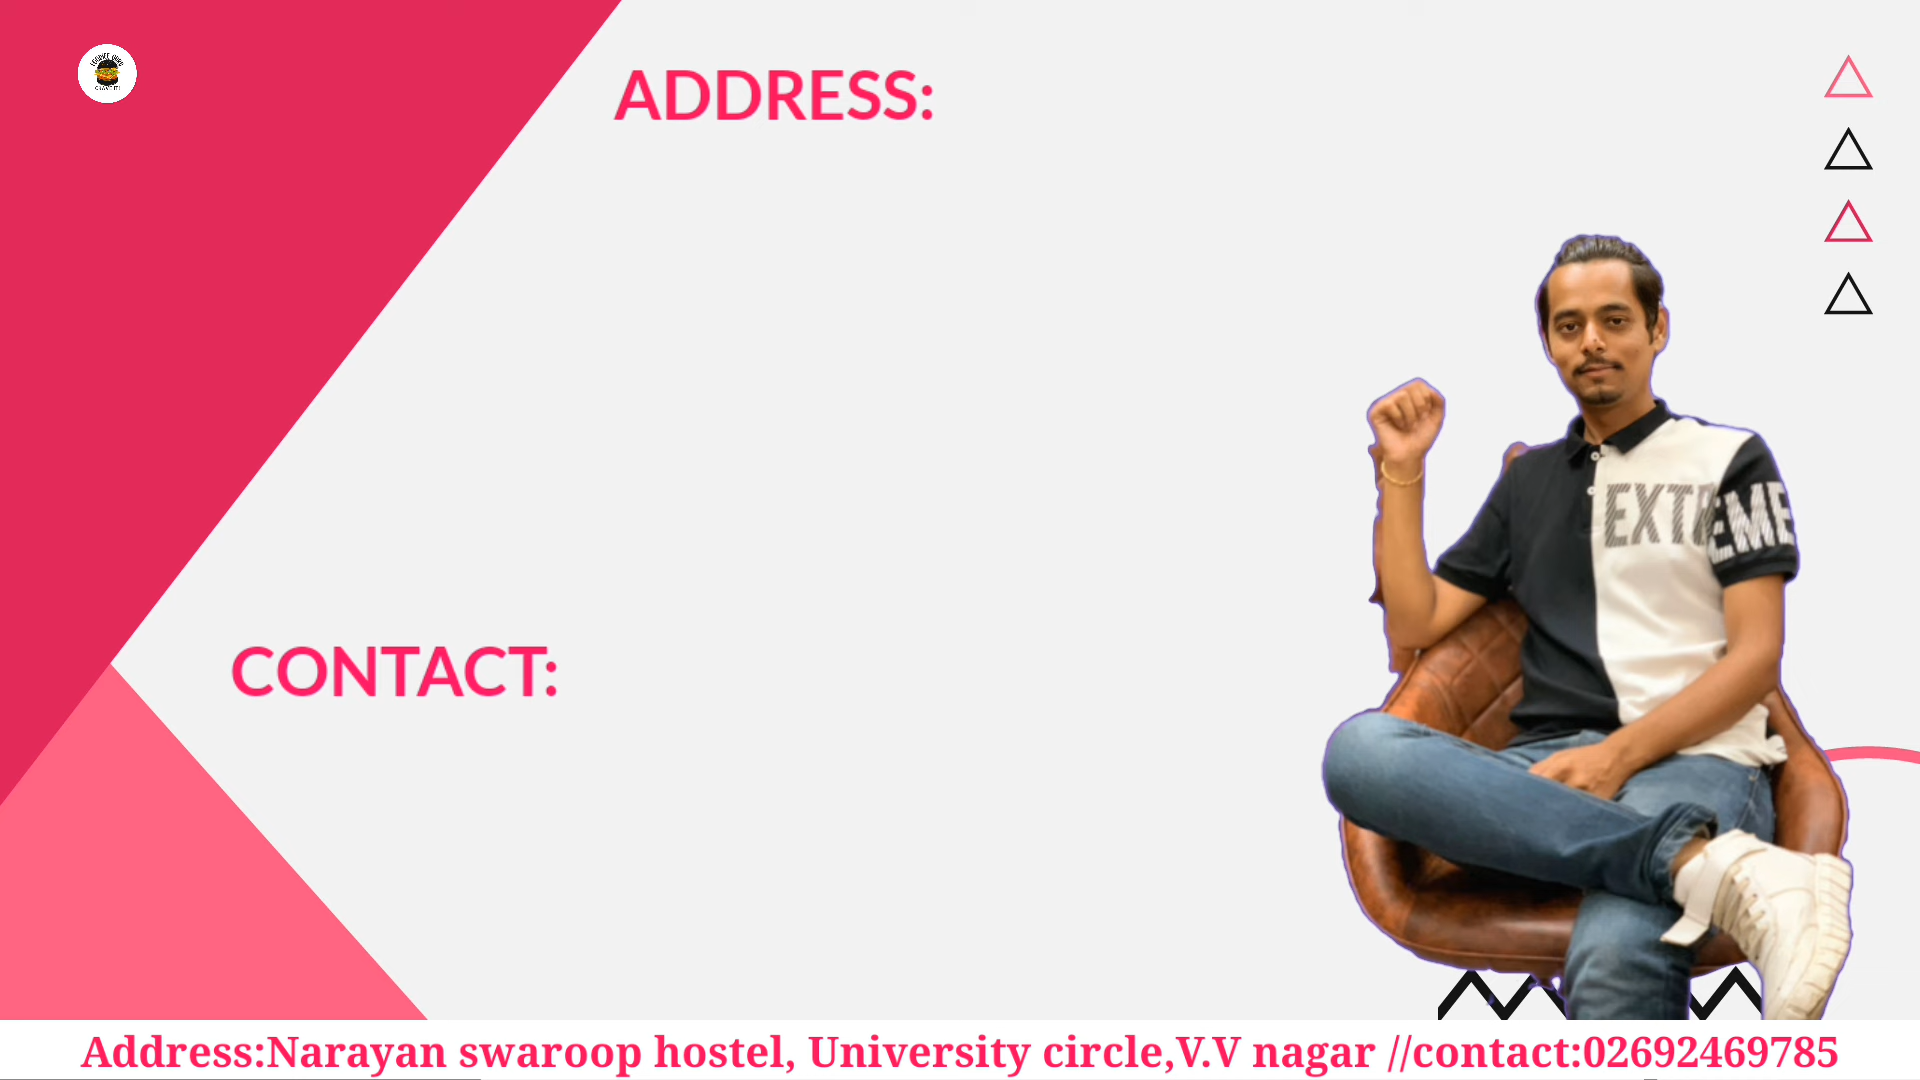 ADDRESS:
EXTREME
CONTACT:
Address:Narayan swaroop hostel, University circle,V.V nagar //contact:02692469785